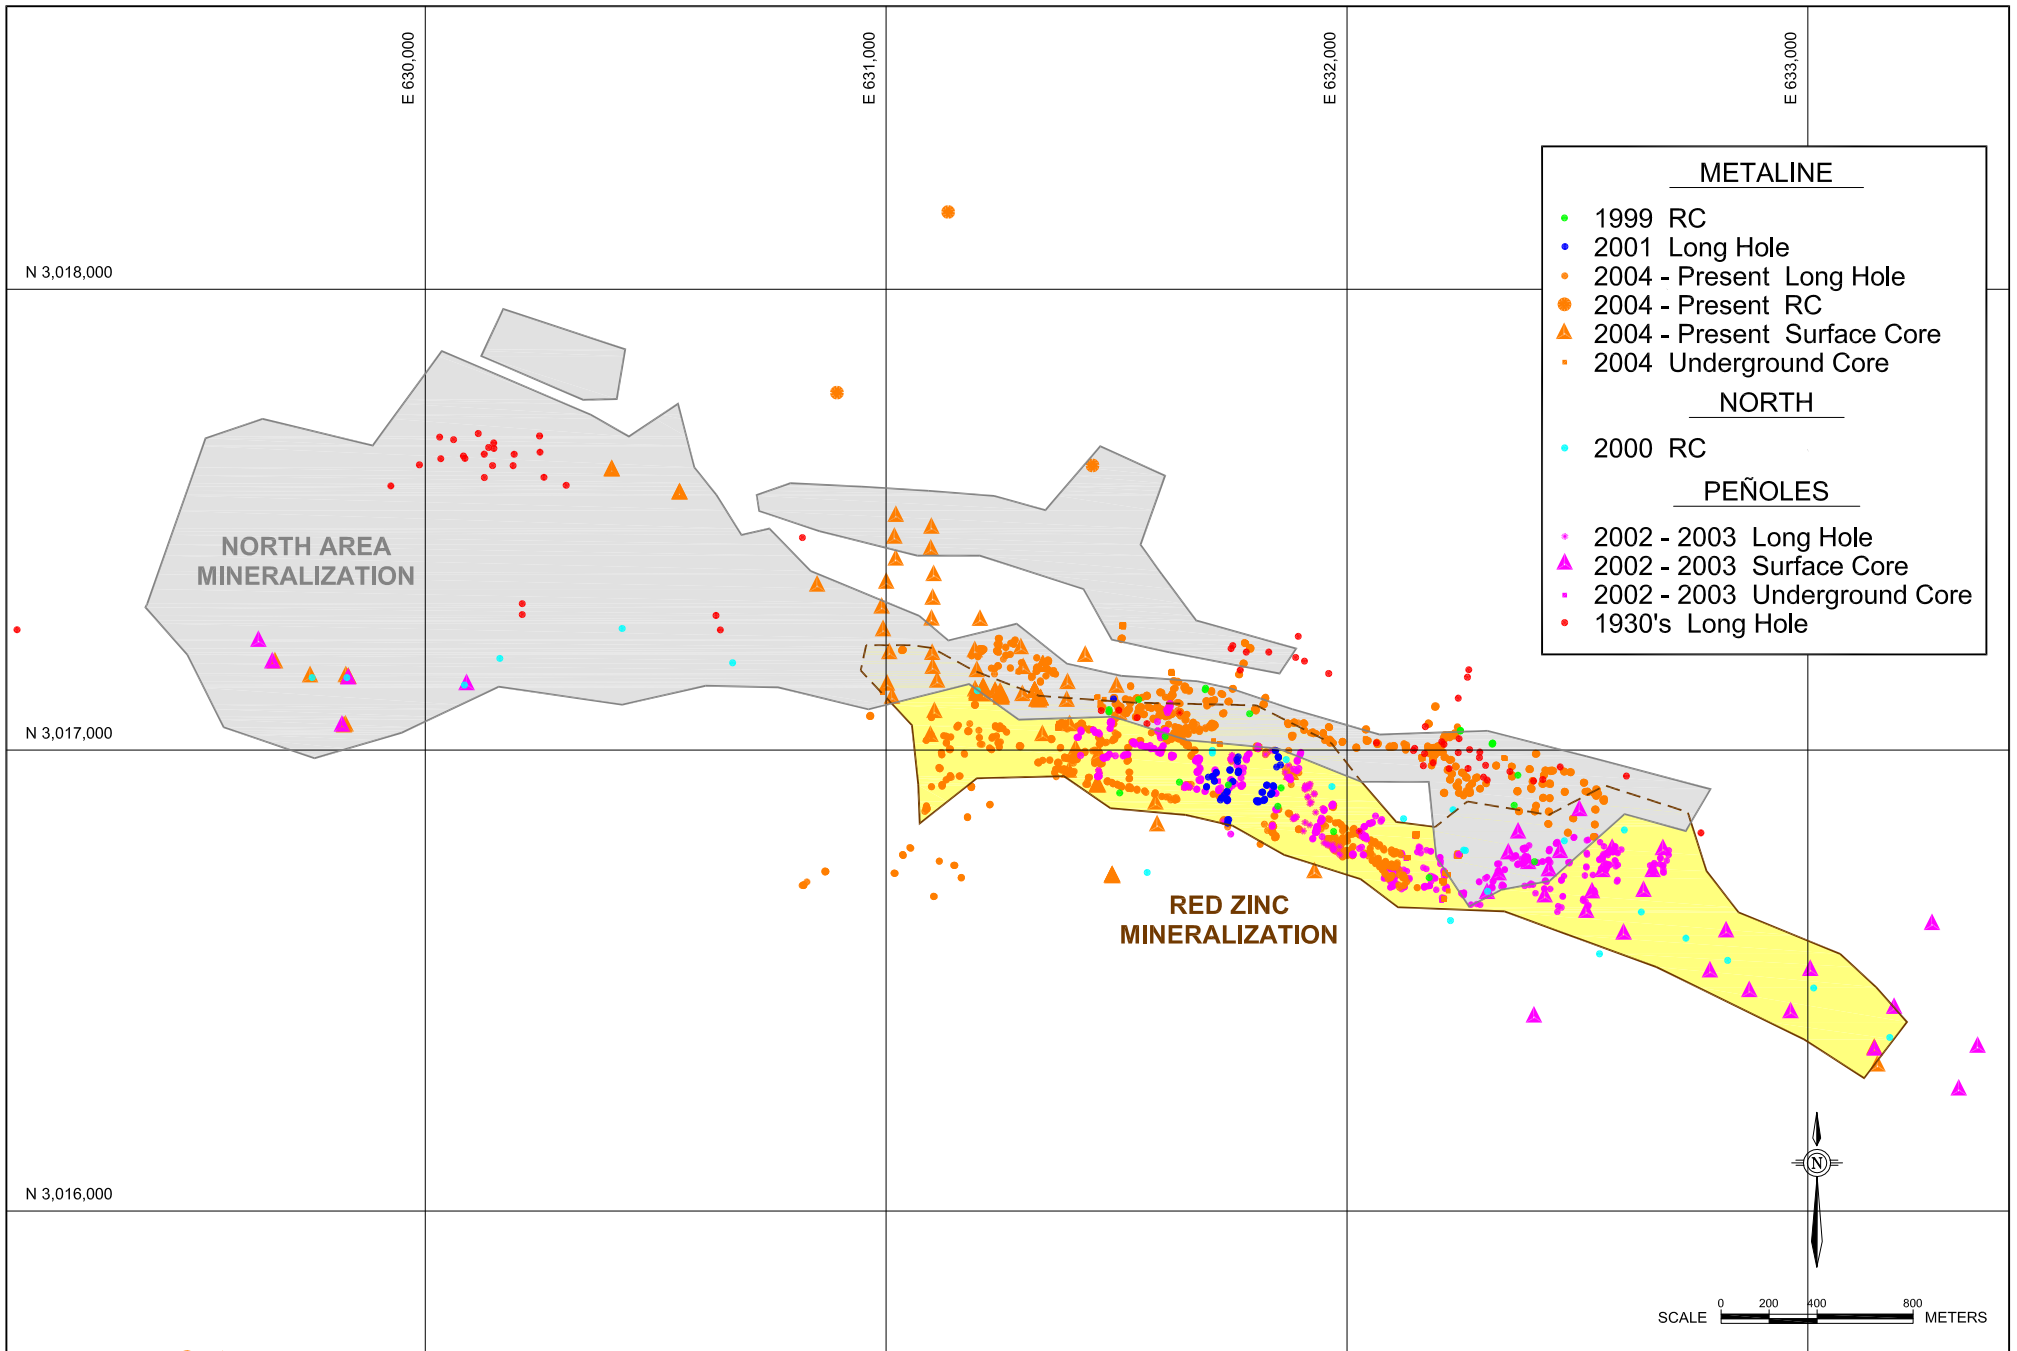 E 630,000
E 631,000
E 632,000
E 633,000
N 3,018,000
N 3,017,000
N 3,016,000
METALINE
1999 RC
2001 Long Hole
2004 - Present Long Hole
2004 - Present RC
2004 - Present Surface Core
2004 Underground Core
NORTH
2000 RC
PEÑOLES
2002 - 2003 Long Hole
2002 - 2003 Surface Core
2002 - 2003 Underground Core
1930's Long Hole
NORTH AREA
MINERALIZATION
RED ZINC
MINERALIZATION
N
0 200 400 800
SCALE METERS